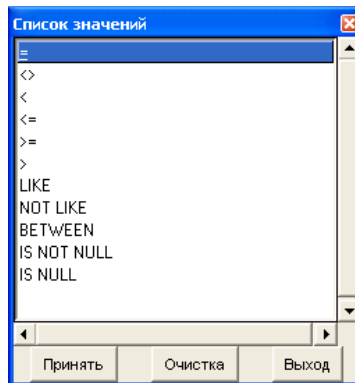 Список значений
=
<>
<
<=
>=
>
LIKE
NOT LIKE
BETWEEN
IS NOT NULL
IS NULL
Принять Очистка Выход